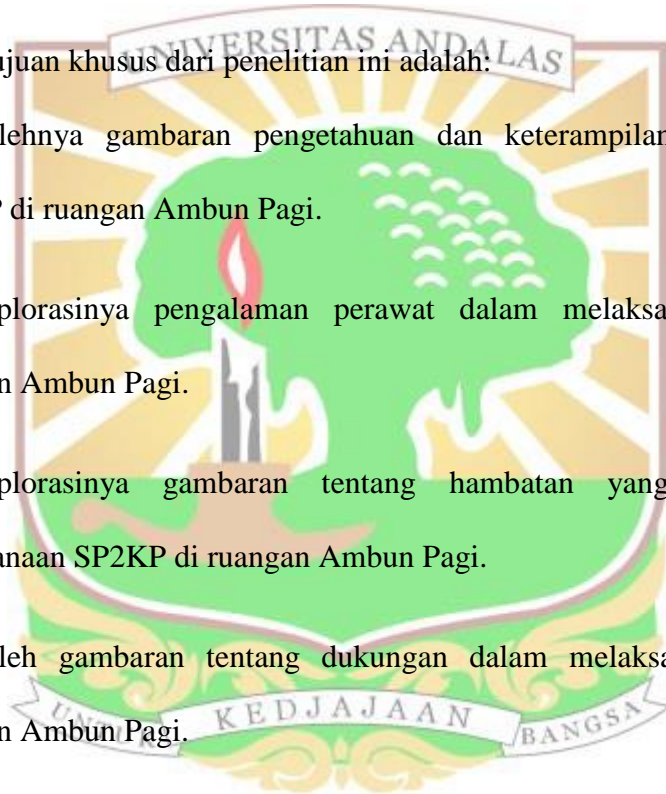 UNIVERSITAS ANDALAS
ujuan khusus dari penelitian ini adalah:
lehnya gambaran pengetahuan dan keterampilan
P di ruangan Ambun Pagi.
plorasinya pengalaman perawat dalam melaksa
n Ambun Pagi.
plorasinya gambaran tentang hambatan yang
anaan SP2KP di ruangan Ambun Pagi.
leh gambaran tentang dukungan dalam melaksa
n Ambun Pagi.
UNTUK KEDJAJAAN BANGSA